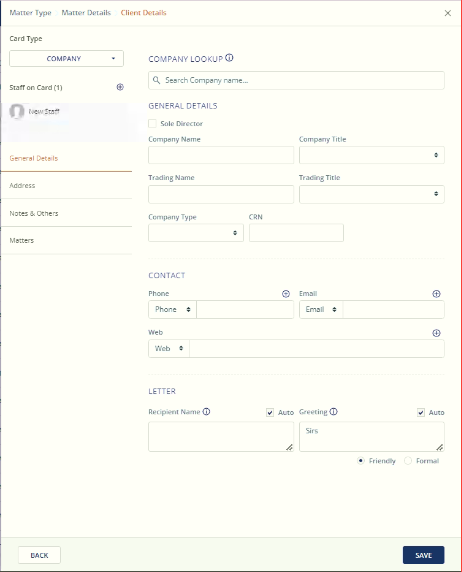 Matter Type Matter Details Client Details
Card Type
COMPANY
Staff on Card (1)
New Staff
General Details
Address
Notes & Others
Matters
COMPANY LOOKUP
Search Company name...
GENERAL DETAILS
Sole Director
Company Name Company Title
Trading Name Trading Title
Company Type CRN
CONTACT
Phone Email
Phone Email
Web
Web
LETTER
Recipient Name Auto Greeting Auto
Sirs
Friendly Formal
BACK SAVE